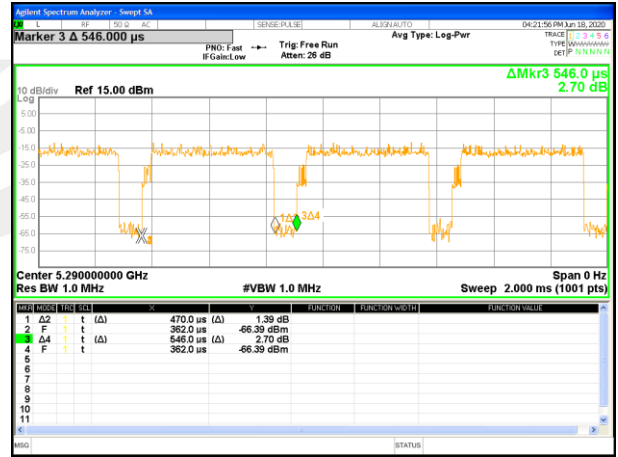 Agilent Spectrum Analyzer - Swept SA
L RF 50 Ω AC SENSE:PULSE ALIGN AUTO 04:21:56 PM Jun 18, 2020
Marker 3 Δ 546.000 µs Avg Type: Log-Pwr TRACE 1 2 3 4 5 6
PNO: Fast Trig: Free Run TYPE WWWWWW
IFGain:Low Atten: 26 dB DET P N N N N N
ΔMkr3 546.0 µs
10 dB/div Ref 15.00 dBm 2.70 dB
Log
5.00
-5.00
-15.0
-25.0
-35.0
-45.0
-55.0 1Δ2 3Δ4
-65.0
-75.0
Center 5.290000000 GHz Span 0 Hz
Res BW 1.0 MHz #VBW 1.0 MHz Sweep 2.000 ms (1001 pts)
MKR MODE TRC SCL X Y FUNCTION FUNCTION WIDTH FUNCTION VALUE
1 Δ2 1 t (Δ) 470.0 µs (Δ) 1.39 dB
2 F 1 t 362.0 µs -66.39 dBm
3 Δ4 1 t (Δ) 546.0 µs (Δ) 2.70 dB
4 F 1 t 362.0 µs -66.39 dBm
5
6
7
8
9
10
11
MSG STATUS